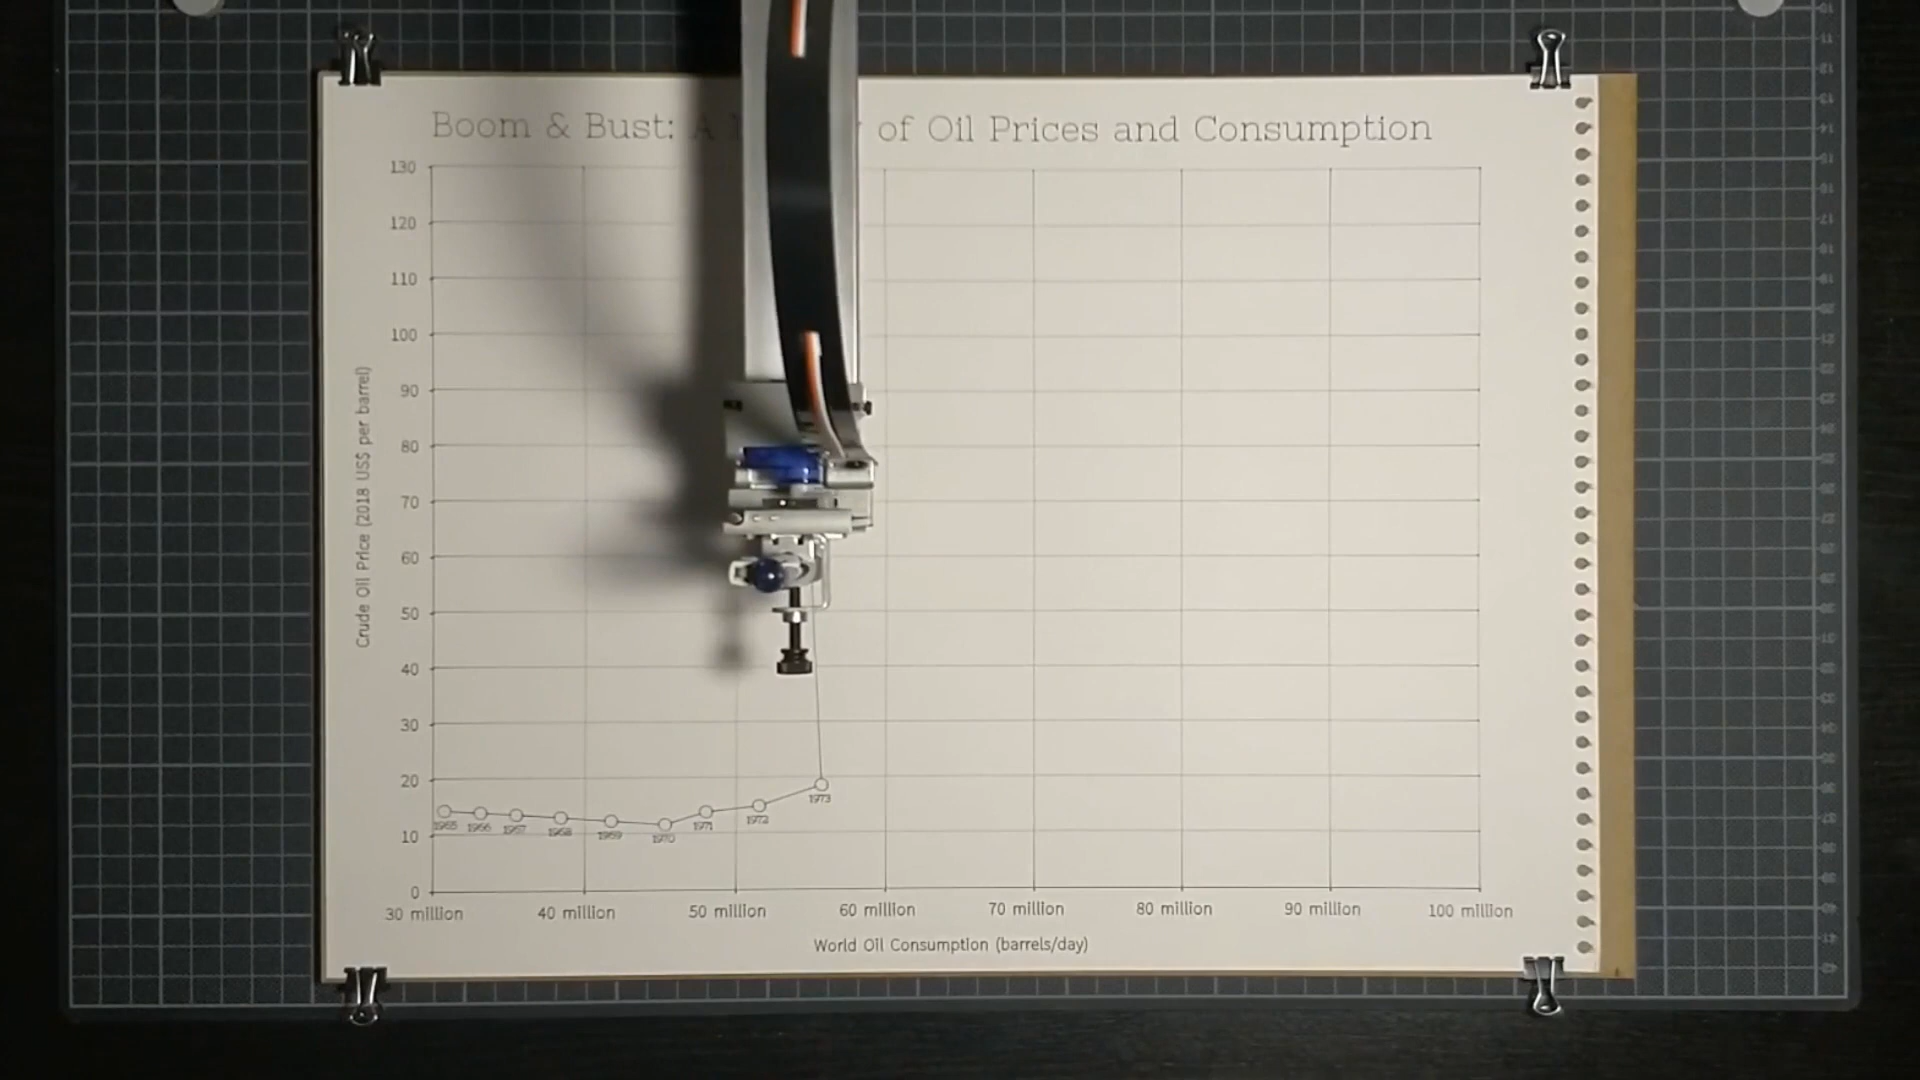 Boom & Bust: A of Oil Prices and Consumption
130
120
110
100
90
80
70
60
50
40
30
20
10
0
Crude Oil Price (2018 US$ per barrel)
1965 1966 1967 1968 1969 1970 1971 1972 1973
30 million 40 million 50 million 60 million 70 million 80 million 90 million 100 million
World Oil Consumption (barrels/day)